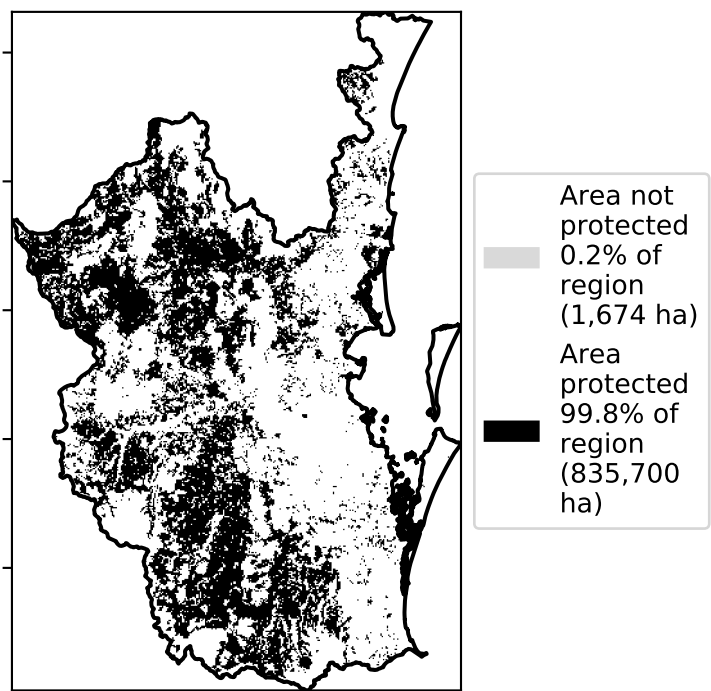 Area not
protected
0.2% of
region
(1,674 ha)
Area
protected
99.8% of
region
(835,700
ha)